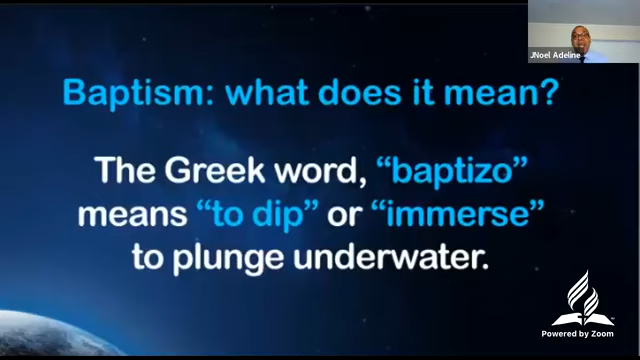 JNoel Adeline
Baptism: what does it mean?
The Greek word, “baptizo”
means “to dip” or “immerse”
to plunge underwater.
Powered by Zoom